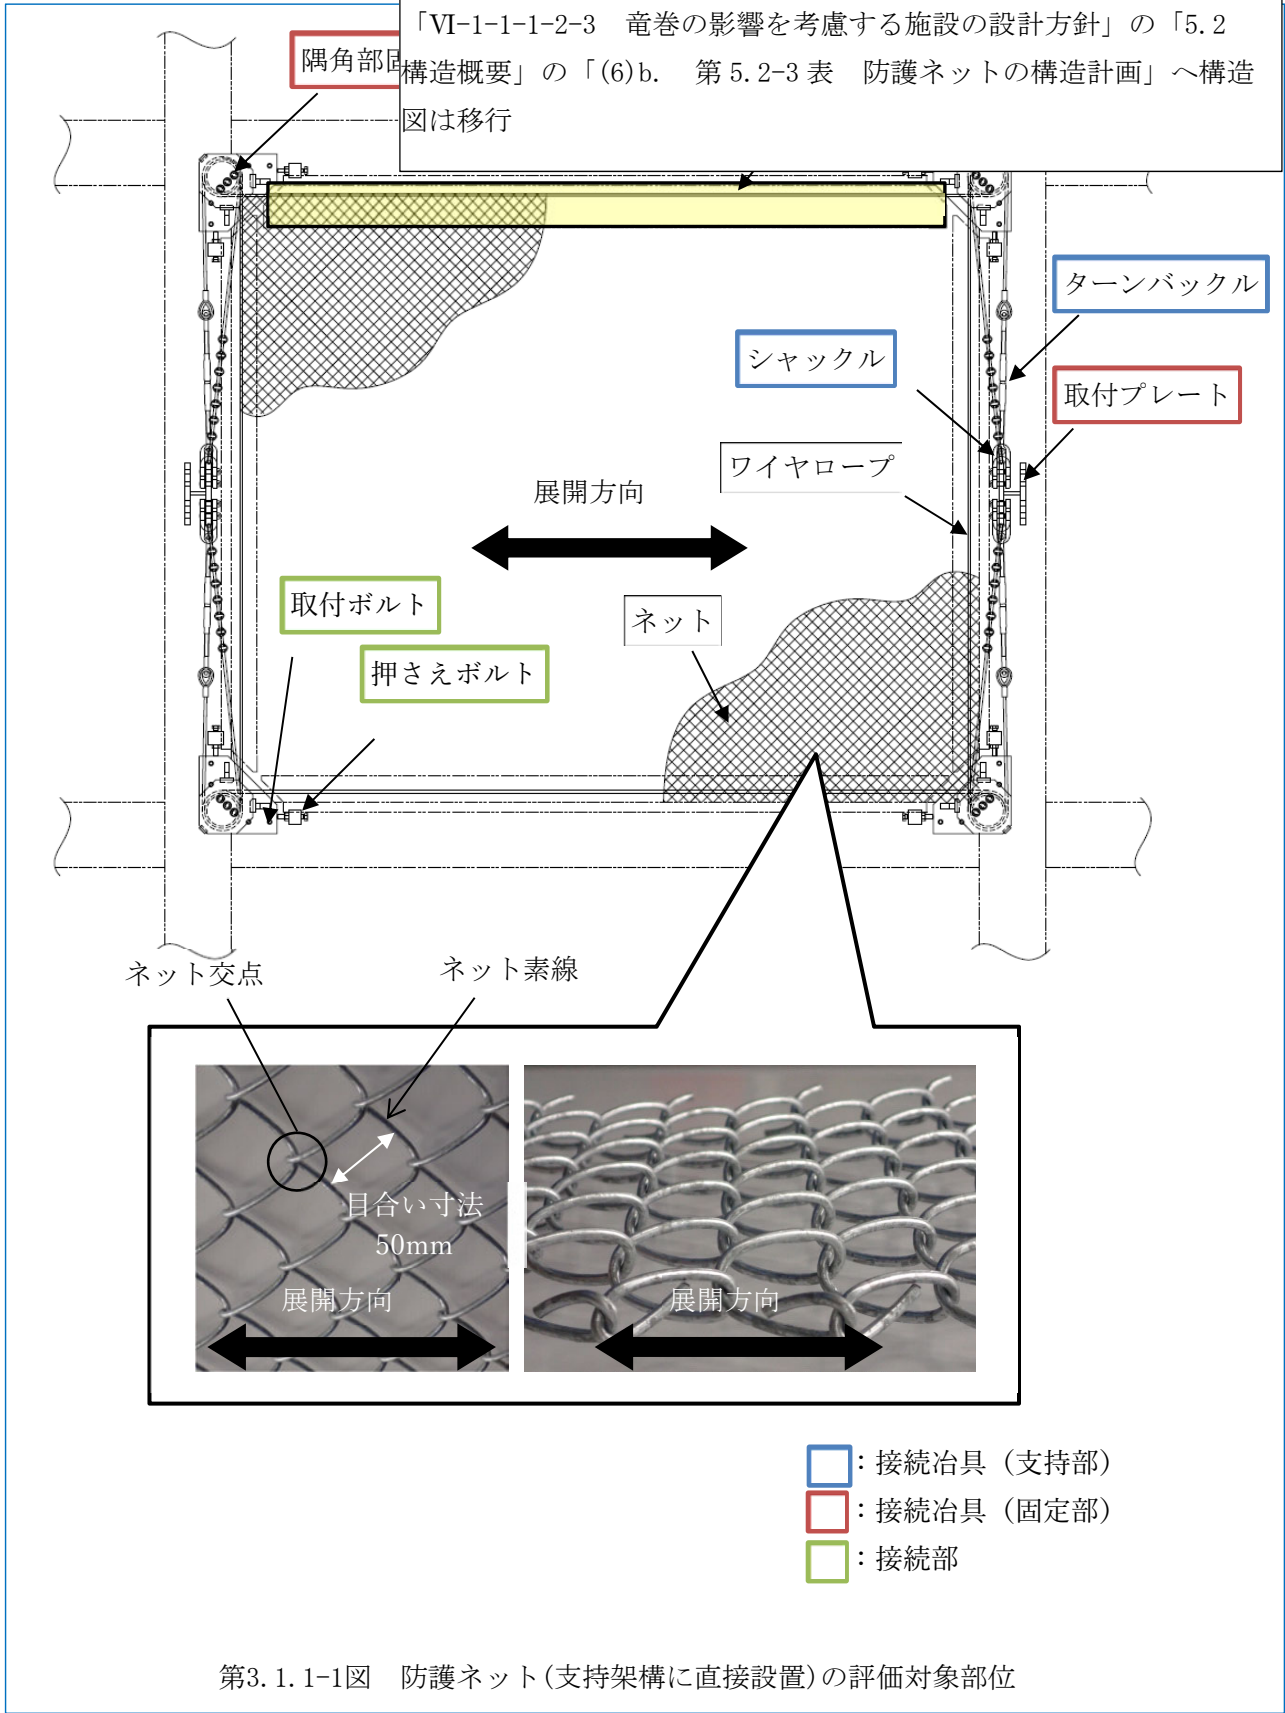 「Ⅵ-1-1-1-2-3　竜巻の影響を考慮する施設の設計方針」の「5.2
構造概要」の「(6)b.　第 5.2-3 表　防護ネットの構造計画」へ構造
図は移行
隅角部固
ターンバックル
シャックル
取付プレート
ワイヤロープ
展開方向
取付ボルト
ネット
押さえボルト
ネット交点
ネット素線
目合い寸法
50mm
展開方向
展開方向
：接続冶具（支持部）
：接続冶具（固定部）
：接続部
第3.1.1-1図　防護ネット(支持架構に直接設置)の評価対象部位